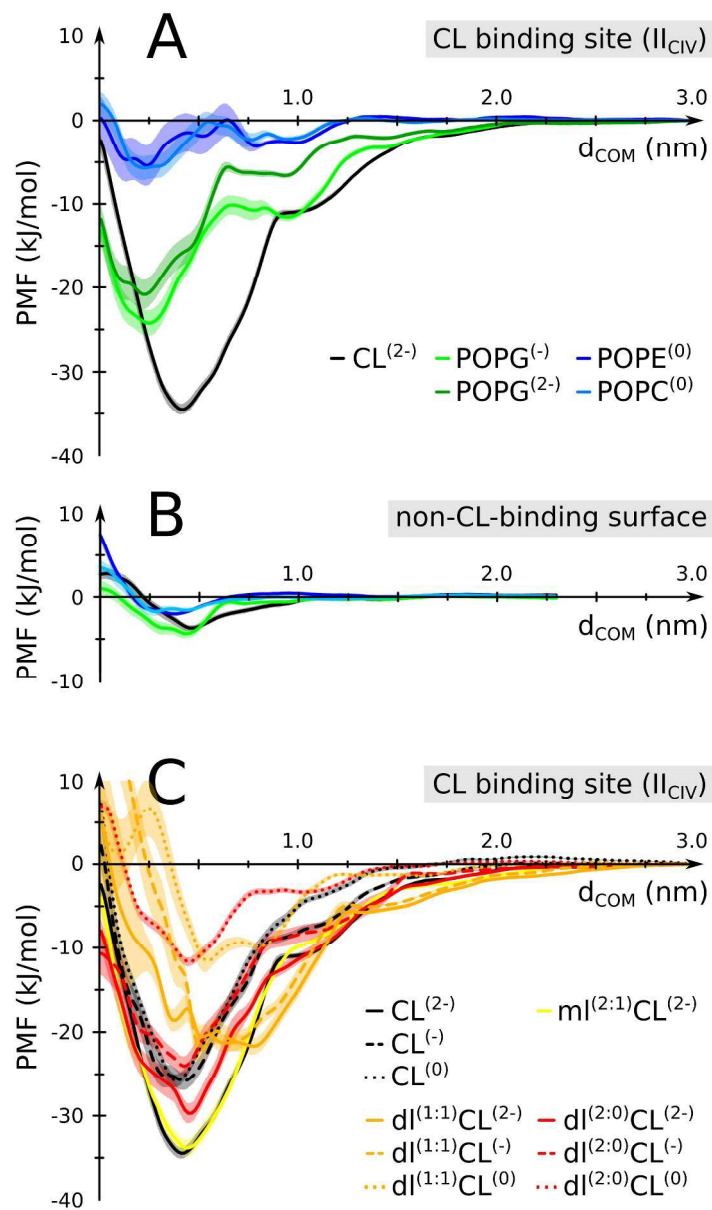 A
CL binding site (II_CIV)
10
0
-10
-20
-30
-40
1.0
2.0
3.0
d_COM (nm)
PMF (kJ/mol)
CL^(2-)
POPG^(-)
POPE^(0)
POPG^(2-)
POPC^(0)
B
non-CL-binding surface
10
0
-10
1.0
2.0
3.0
d_COM (nm)
PMF (kJ/mol)
C
CL binding site (II_CIV)
10
0
-10
-20
-30
-40
1.0
2.0
3.0
d_COM (nm)
PMF (kJ/mol)
CL^(2-)
ml^(2:1)CL^(2-)
CL^(-)
CL^(0)
dl^(1:1)CL^(2-)
dl^(2:0)CL^(2-)
dl^(1:1)CL^(-)
dl^(2:0)CL^(-)
dl^(1:1)CL^(0)
dl^(2:0)CL^(0)